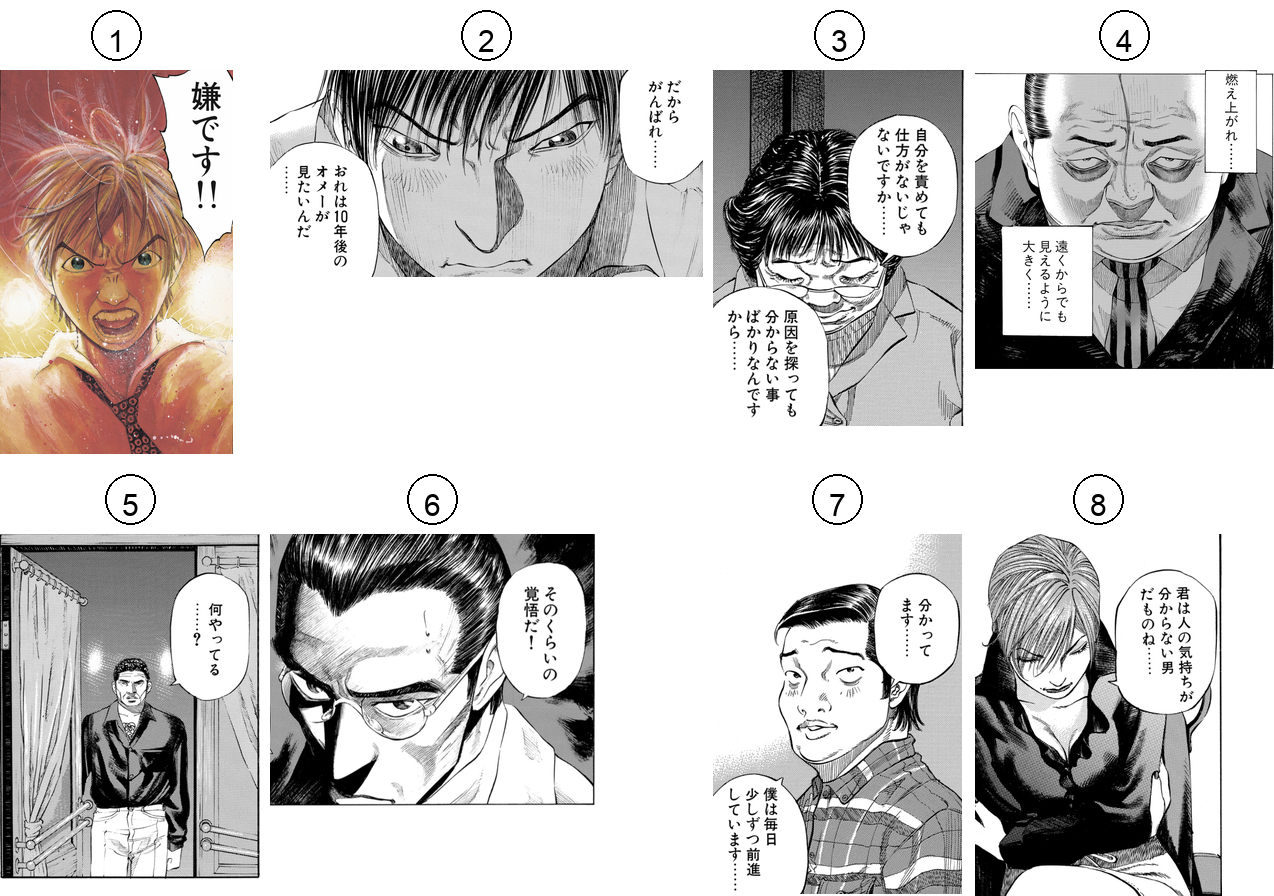 1
嫌です!!
2
だから
がんばれ……
おれは10年後の
オメーが
見たいんだ
……
3
自分を責めても
仕方がないじゃ
ないですか……
原因を探っても
分からない事
ばかりなんです
から……
4
燃え上がれ……
遠くからでも
見えるように
大きく……
5
何やってる
……?
6
そのくらいの
覚悟だ!
7
分かって
ます……
僕は毎日
少しずつ前進
しています……
8
君は人の気持ちが
分からない男
だものね……